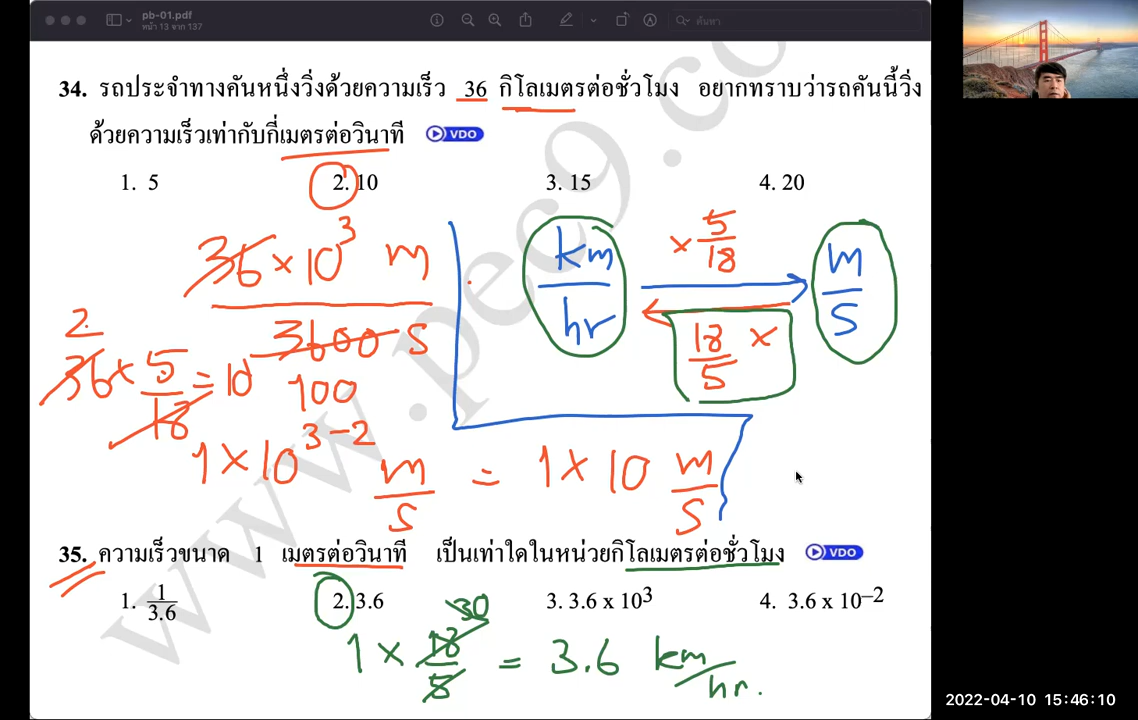 pb-01.pdf
หน้า 13 จาก 137
ค้นหา
34. รถประจำทางคันหนึ่งวิ่งด้วยความเร็ว 36 กิโลเมตรต่อชั่วโมง อยากทราบว่ารถคันนี้วิ่ง
ด้วยความเร็วเท่ากับกี่เมตรต่อวินาที VDO
1. 5 2. 10 3. 15 4. 20
36 × 10³ m
3600 s
100
2
36 × 5/18 = 10
1 × 10³⁻² m/s = 1 × 10 m/s
km/hr × 5/18 m/s
18/5 ×
35. ความเร็วขนาด 1 เมตรต่อวินาที เป็นเท่าใดในหน่วยกิโลเมตรต่อชั่วโมง VDO
1. 1/3.6 2. 3.6 3. 3.6 x 10³ 4. 3.6 x 10⁻²
1 × 18/5 = 3.6 km/hr.
www.pec9.co
2022-04-10 15:46:10